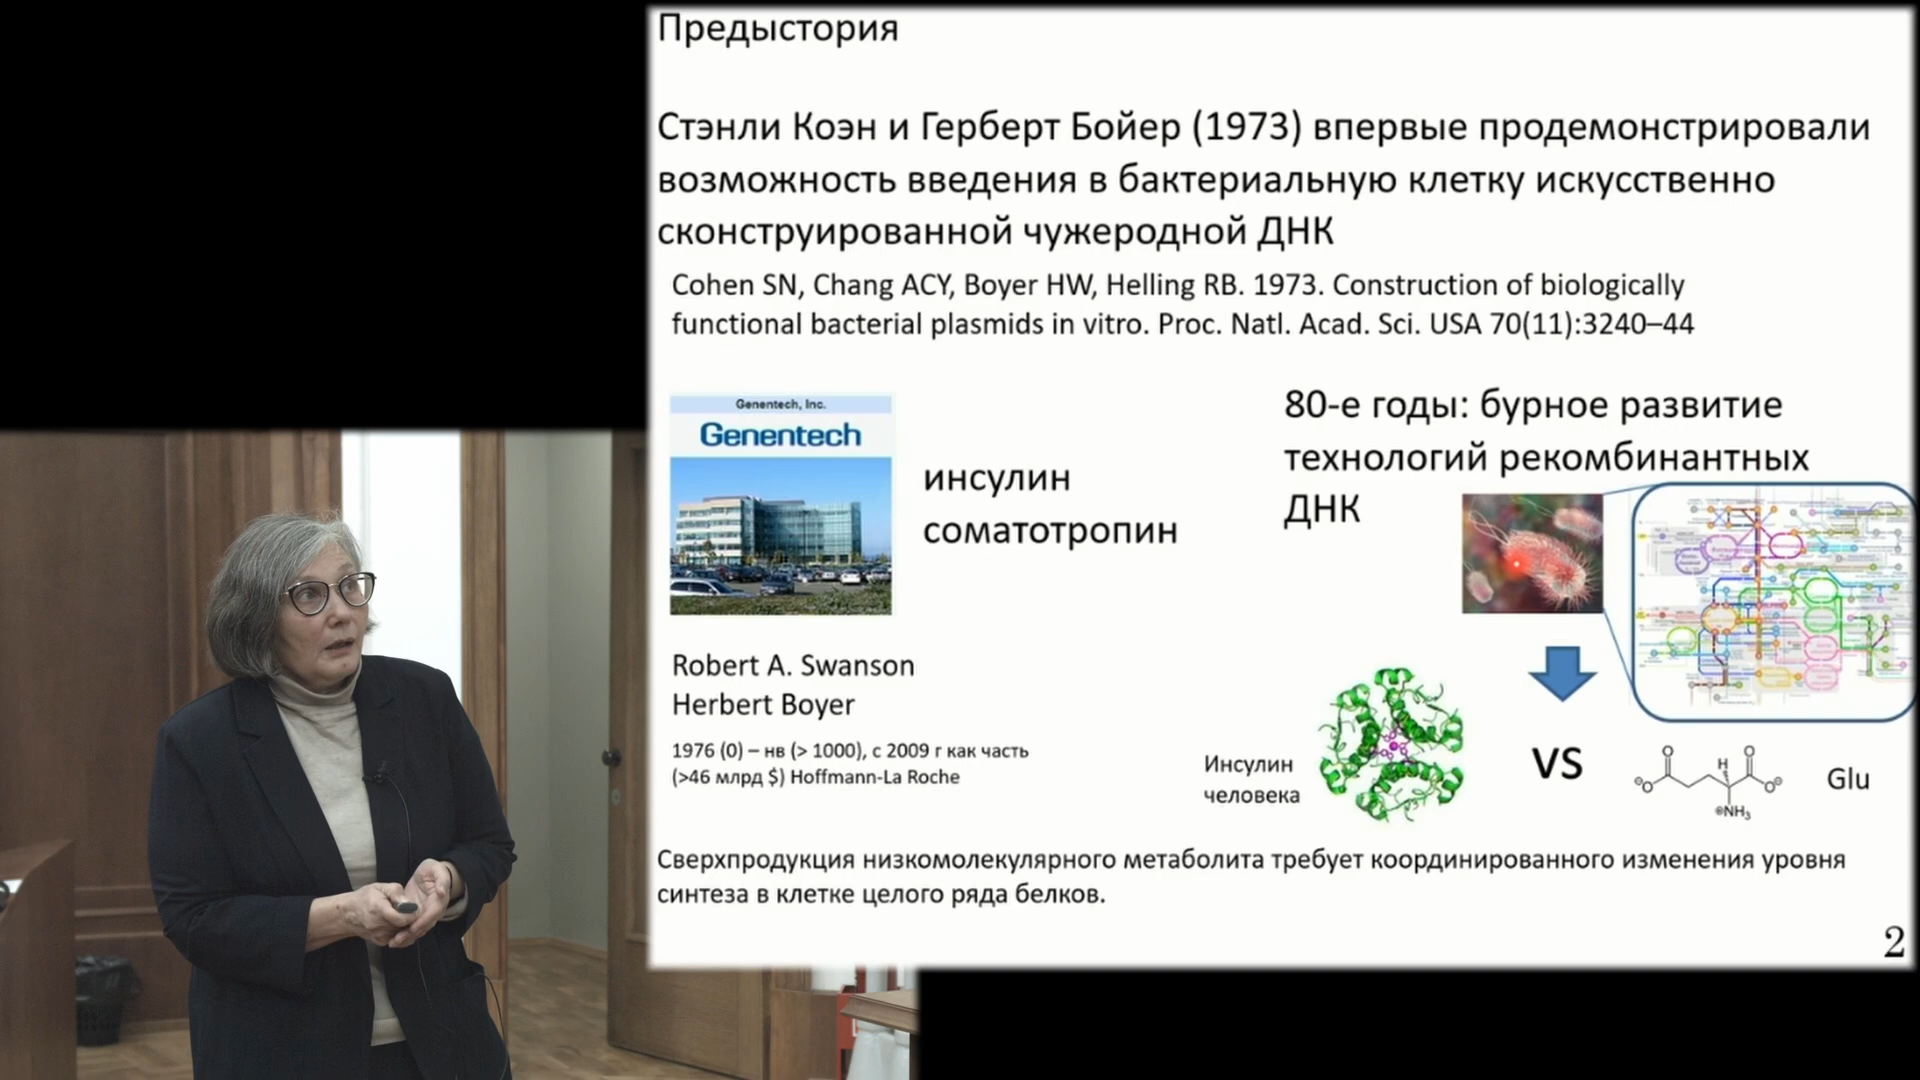 Предыстория
Стэнли Коэн и Герберт Бойер (1973) впервые продемонстрировали
возможность введения в бактериальную клетку искусственно
сконструированной чужеродной ДНК
Cohen SN, Chang ACY, Boyer HW, Helling RB. 1973. Construction of biologically
functional bacterial plasmids in vitro. Proc. Natl. Acad. Sci. USA 70(11):3240–44
Genentech, Inc.
Genentech
инсулин
соматотропин
Robert A. Swanson
Herbert Boyer
1976 (0) – нв (> 1000), с 2009 г как часть
(>46 млрд $) Hoffmann-La Roche
80-е годы: бурное развитие
технологий рекомбинантных
ДНК
Инсулин
человека
VS
⊖O
O
H
O
O⊖
⊕NH3
Glu
Сверхпродукция низкомолекулярного метаболита требует координированного изменения уровня
синтеза в клетке целого ряда белков.
2